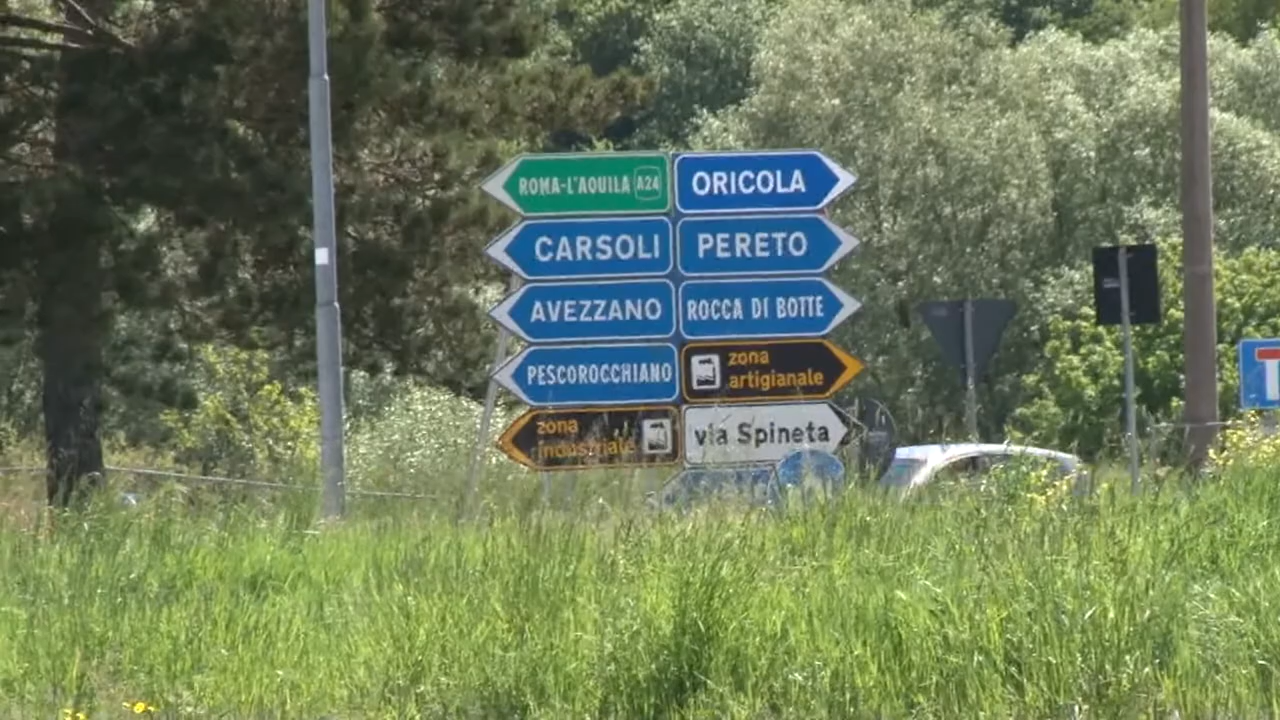 ROMA-L'AQUILA A24
ORICOLA
CARSOLI
PERETO
AVEZZANO
ROCCA DI BOTTE
PESCOROCCHIANO
zona
artigianale
zona
industriale
via Spineta